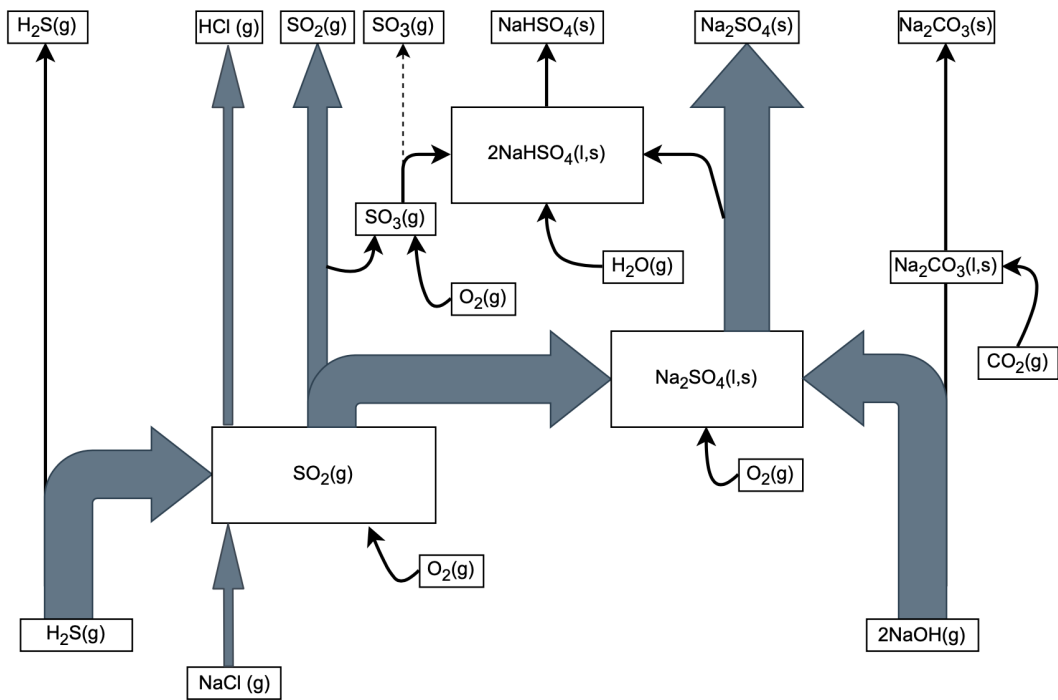 H₂S(g)
HCl (g)
SO₂(g)
SO₃(g)
NaHSO₄(s)
Na₂SO₄(s)
Na₂CO₃(s)
2NaHSO₄(l,s)
SO₃(g)
H₂O(g)
Na₂CO₃(l,s)
O₂(g)
CO₂(g)
Na₂SO₄(l,s)
SO₂(g)
O₂(g)
O₂(g)
H₂S(g)
2NaOH(g)
NaCl (g)